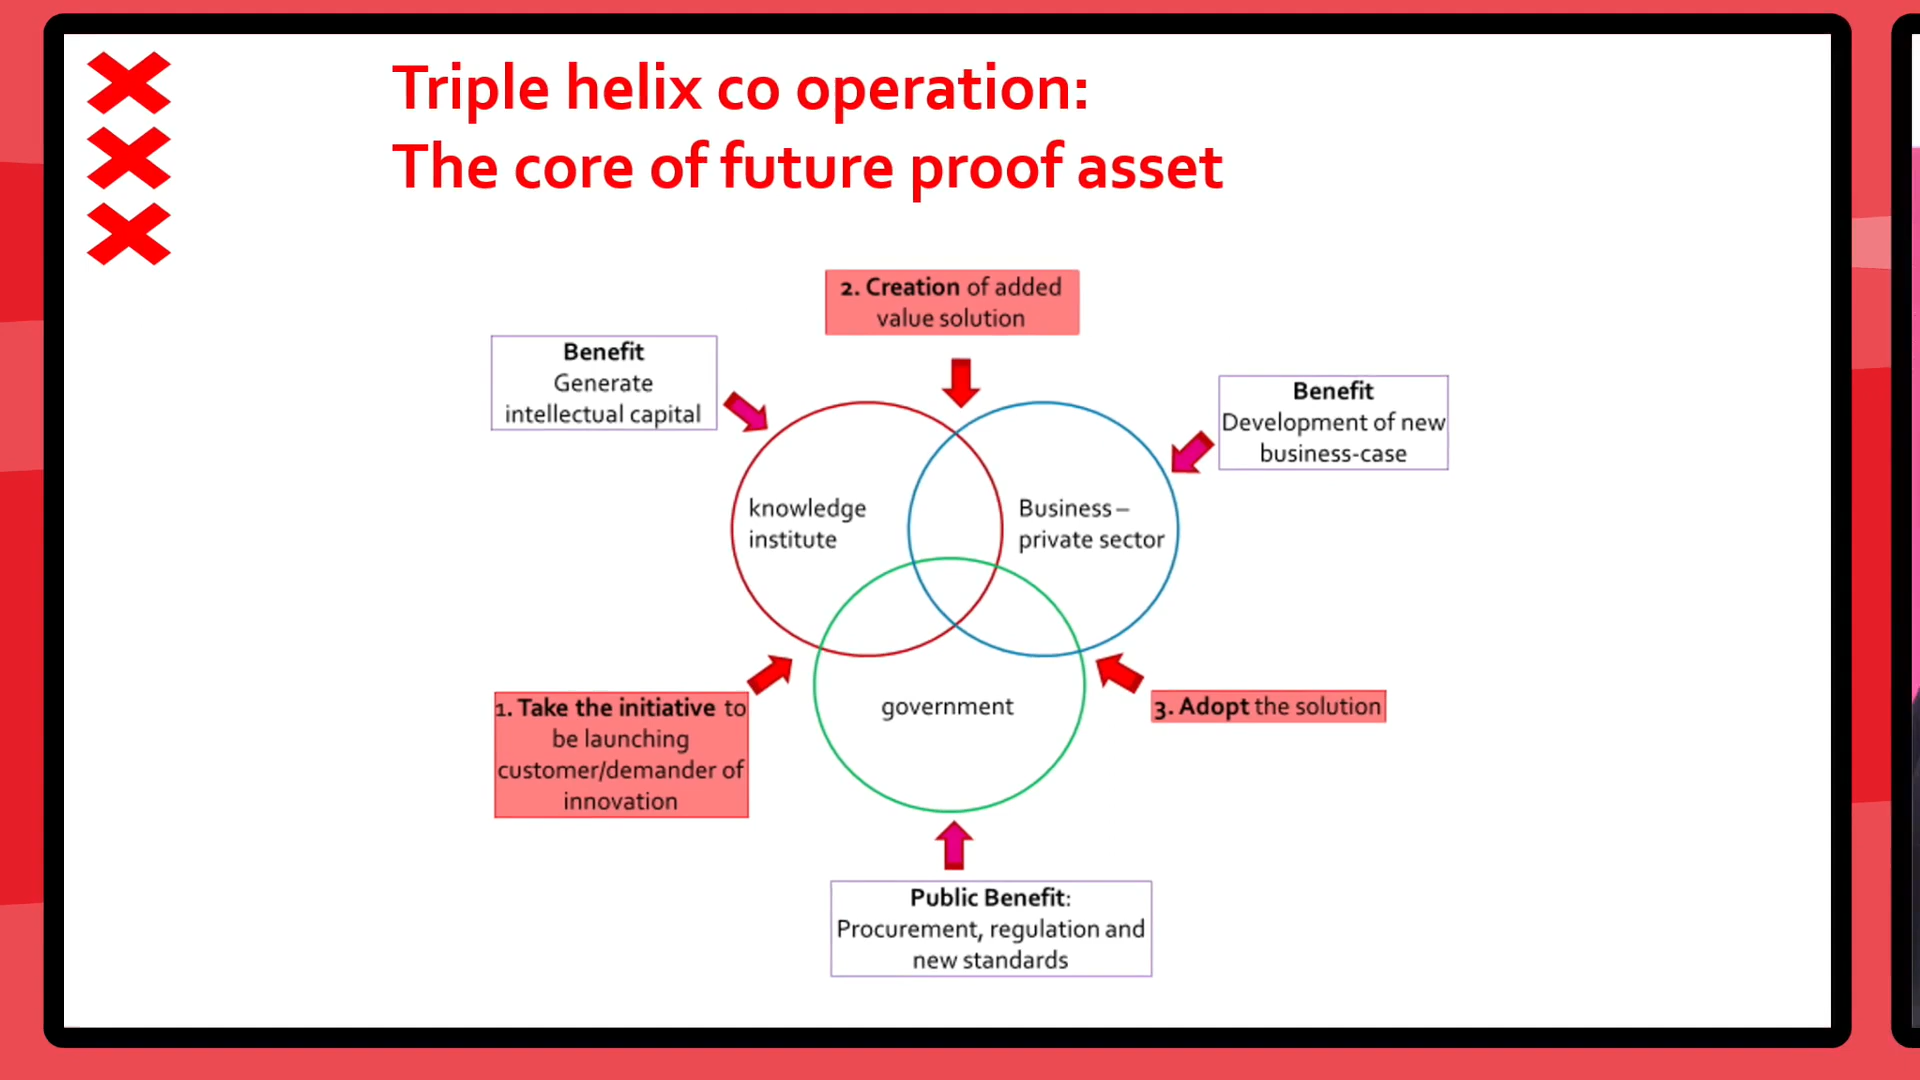 Triple helix co operation:
The core of future proof asset
2. Creation of added
value solution
Benefit
Generate
intellectual capital
Benefit
Development of new
business-case
knowledge
institute
Business –
private sector
1. Take the initiative to
be launching
customer/demander of
innovation
government
3. Adopt the solution
Public Benefit:
Procurement, regulation and
new standards